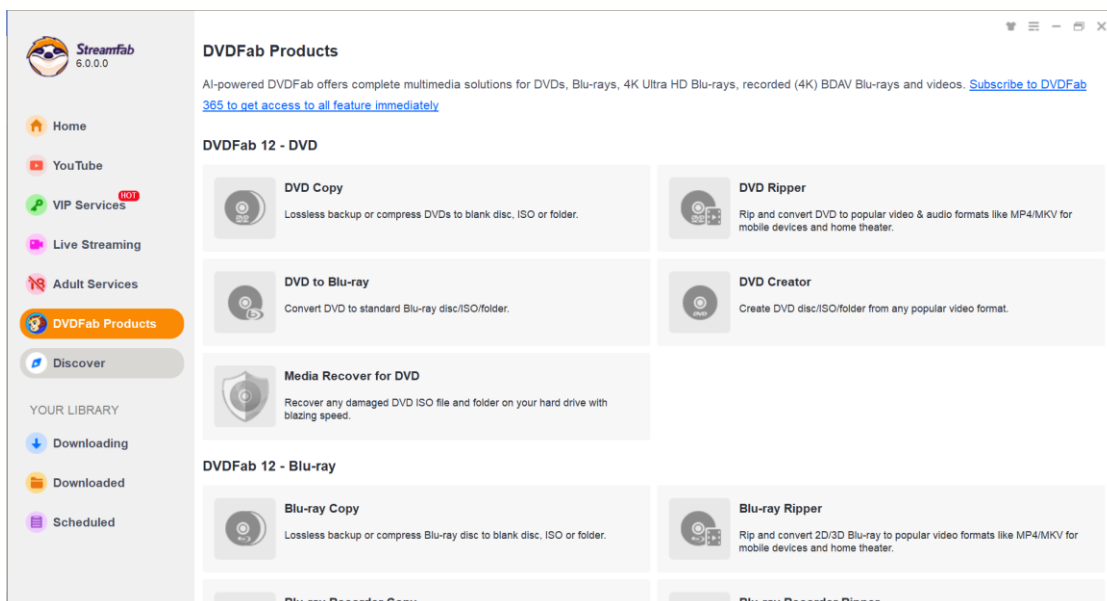 StreamFab
6.0.0.0
Home
YouTube
VIP Services
HOT
Live Streaming
Adult Services
DVDFab Products
Discover
YOUR LIBRARY
Downloading
Downloaded
Scheduled
DVDFab Products
AI-powered DVDFab offers complete multimedia solutions for DVDs, Blu-rays, 4K Ultra HD Blu-rays, recorded (4K) BDAV Blu-rays and videos. Subscribe to DVDFab
365 to get access to all feature immediately
DVDFab 12 - DVD
DVD Copy
Lossless backup or compress DVDs to blank disc, ISO or folder.
DVD Ripper
Rip and convert DVD to popular video & audio formats like MP4/MKV for
mobile devices and home theater.
DVD to Blu-ray
Convert DVD to standard Blu-ray disc/ISO/folder.
DVD Creator
Create DVD disc/ISO/folder from any popular video format.
Media Recover for DVD
Recover any damaged DVD ISO file and folder on your hard drive with
blazing speed.
DVDFab 12 - Blu-ray
Blu-ray Copy
Lossless backup or compress Blu-ray disc to blank disc, ISO or folder.
Blu-ray Ripper
Rip and convert 2D/3D Blu-ray to popular video formats like MP4/MKV for
mobile devices and home theater.
Blu-ray Recorder Copy
Blu-ray Recorder Ripper